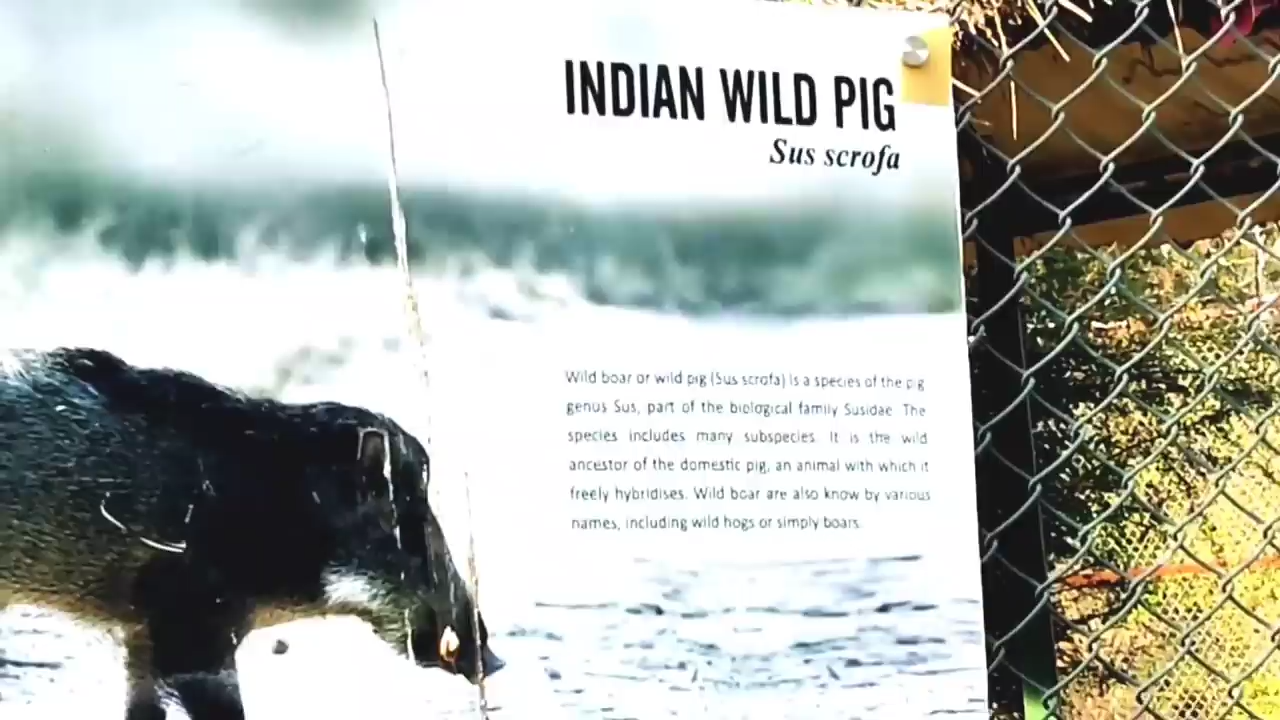 INDIAN WILD PIG
Sus scrofa
Wild boar or wild pig (Sus scrofa) is a species of the pig
genus Sus, part of the biological family Susidae. The
species includes many subspecies. It is the wild
ancestor of the domestic pig, an animal with which it
freely hybridises. Wild boar are also know by various
names, including wild hogs or simply boars.